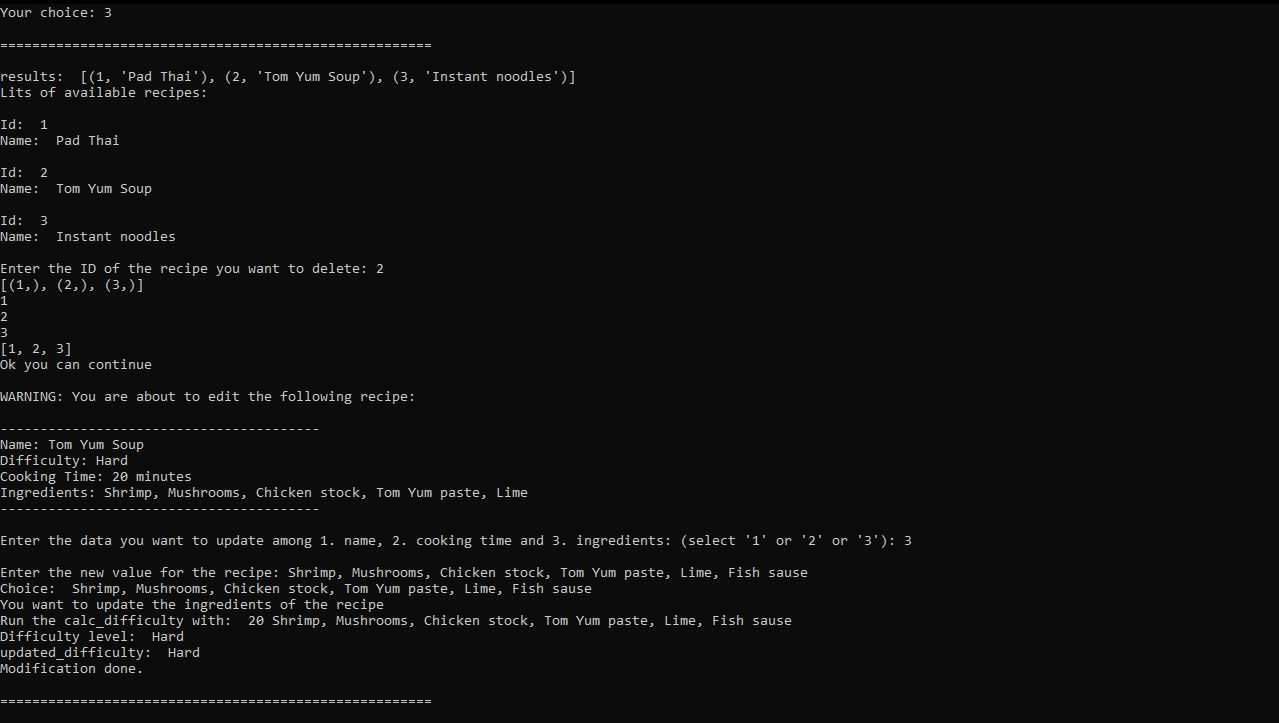 Your choice: 3
======================================================
results:  [(1, 'Pad Thai'), (2, 'Tom Yum Soup'), (3, 'Instant noodles')]
Lits of available recipes:
Id:  1
Name:  Pad Thai
Id:  2
Name:  Tom Yum Soup
Id:  3
Name:  Instant noodles
Enter the ID of the recipe you want to delete: 2
[(1,), (2,), (3,)]
1
2
3
[1, 2, 3]
Ok you can continue
WARNING: You are about to edit the following recipe:
----------------------------------------
Name: Tom Yum Soup
Difficulty: Hard
Cooking Time: 20 minutes
Ingredients: Shrimp, Mushrooms, Chicken stock, Tom Yum paste, Lime
----------------------------------------
Enter the data you want to update among 1. name, 2. cooking time and 3. ingredients: (select '1' or '2' or '3'): 3
Enter the new value for the recipe: Shrimp, Mushrooms, Chicken stock, Tom Yum paste, Lime, Fish sause
Choice:  Shrimp, Mushrooms, Chicken stock, Tom Yum paste, Lime, Fish sause
You want to update the ingredients of the recipe
Run the calc_difficulty with:  20 Shrimp, Mushrooms, Chicken stock, Tom Yum paste, Lime, Fish sause
Difficulty level:  Hard
updated_difficulty:  Hard
Modification done.
======================================================